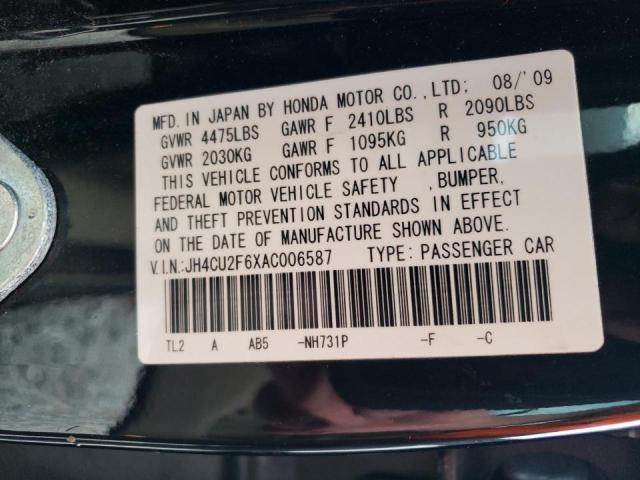 MFD. IN JAPAN BY HONDA MOTOR CO.,LTD; 08/'09
GVWR 4475LBS GAWR F 2410LBS R 2090LBS
GVWR 2030KG GAWR F 1095KG R 950KG
THIS VEHICLE CONFORMS TO ALL APPLICABLE
FEDERAL MOTOR VEHICLE SAFETY ,BUMPER,
AND THEFT PREVENTION STANDARDS IN EFFECT
ON THE DATE OF MANUFACTURE SHOWN ABOVE.
V.I.N.:JH4CU2F6XAC006587 TYPE: PASSENGER CAR
TL2 A AB5 -NH731P -F -C